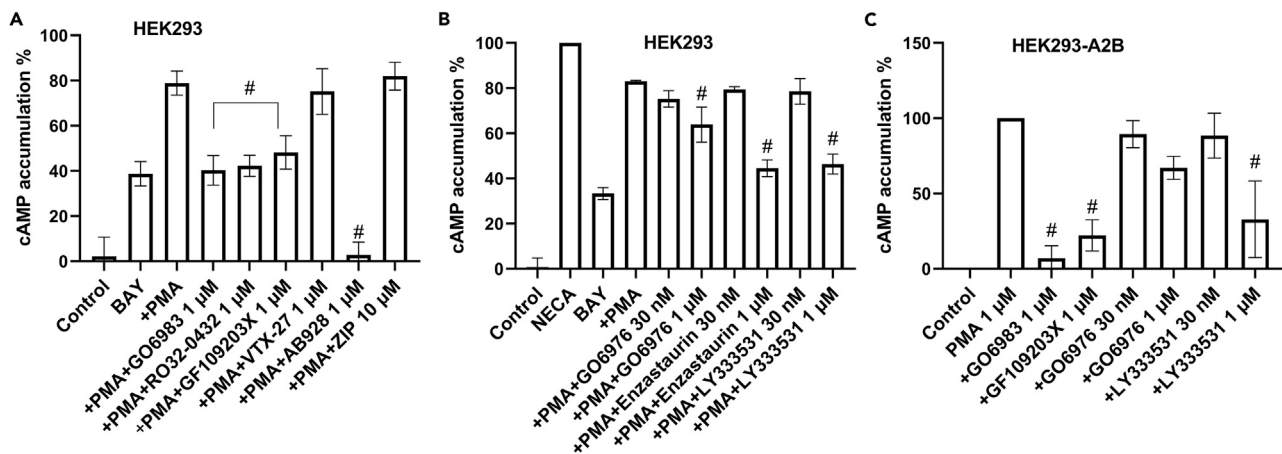 A
HEK293
cAMP accumulation %
100
80
60
40
20
0
#
#
Control
BAY
+PMA
+PMA+GO6983 1 µM
+PMA+RO32-0432 1 µM
+PMA+GF109203X 1 µM
+PMA+VTX-27 1 µM
+PMA+AB928 1 µM
+PMA+ZIP 10 µM
B
HEK293
cAMP accumulation %
100
80
60
40
20
0
#
#
#
Control
NECA
BAY
+PMA
+PMA+GO6976 30 nM
+PMA+GO6976 1 µM
+PMA+Enzastaurin 30 nM
+PMA+Enzastaurin 1 µM
+PMA+LY333531 30 nM
+PMA+LY333531 1 µM
C
HEK293-A2B
cAMP accumulation %
150
100
50
0
#
#
#
Control
PMA 1 µM
+GO6983 1 µM
+GF109203X 1 µM
+GO6976 30 nM
+GO6976 1 µM
+LY333531 30 nM
+LY333531 1 µM